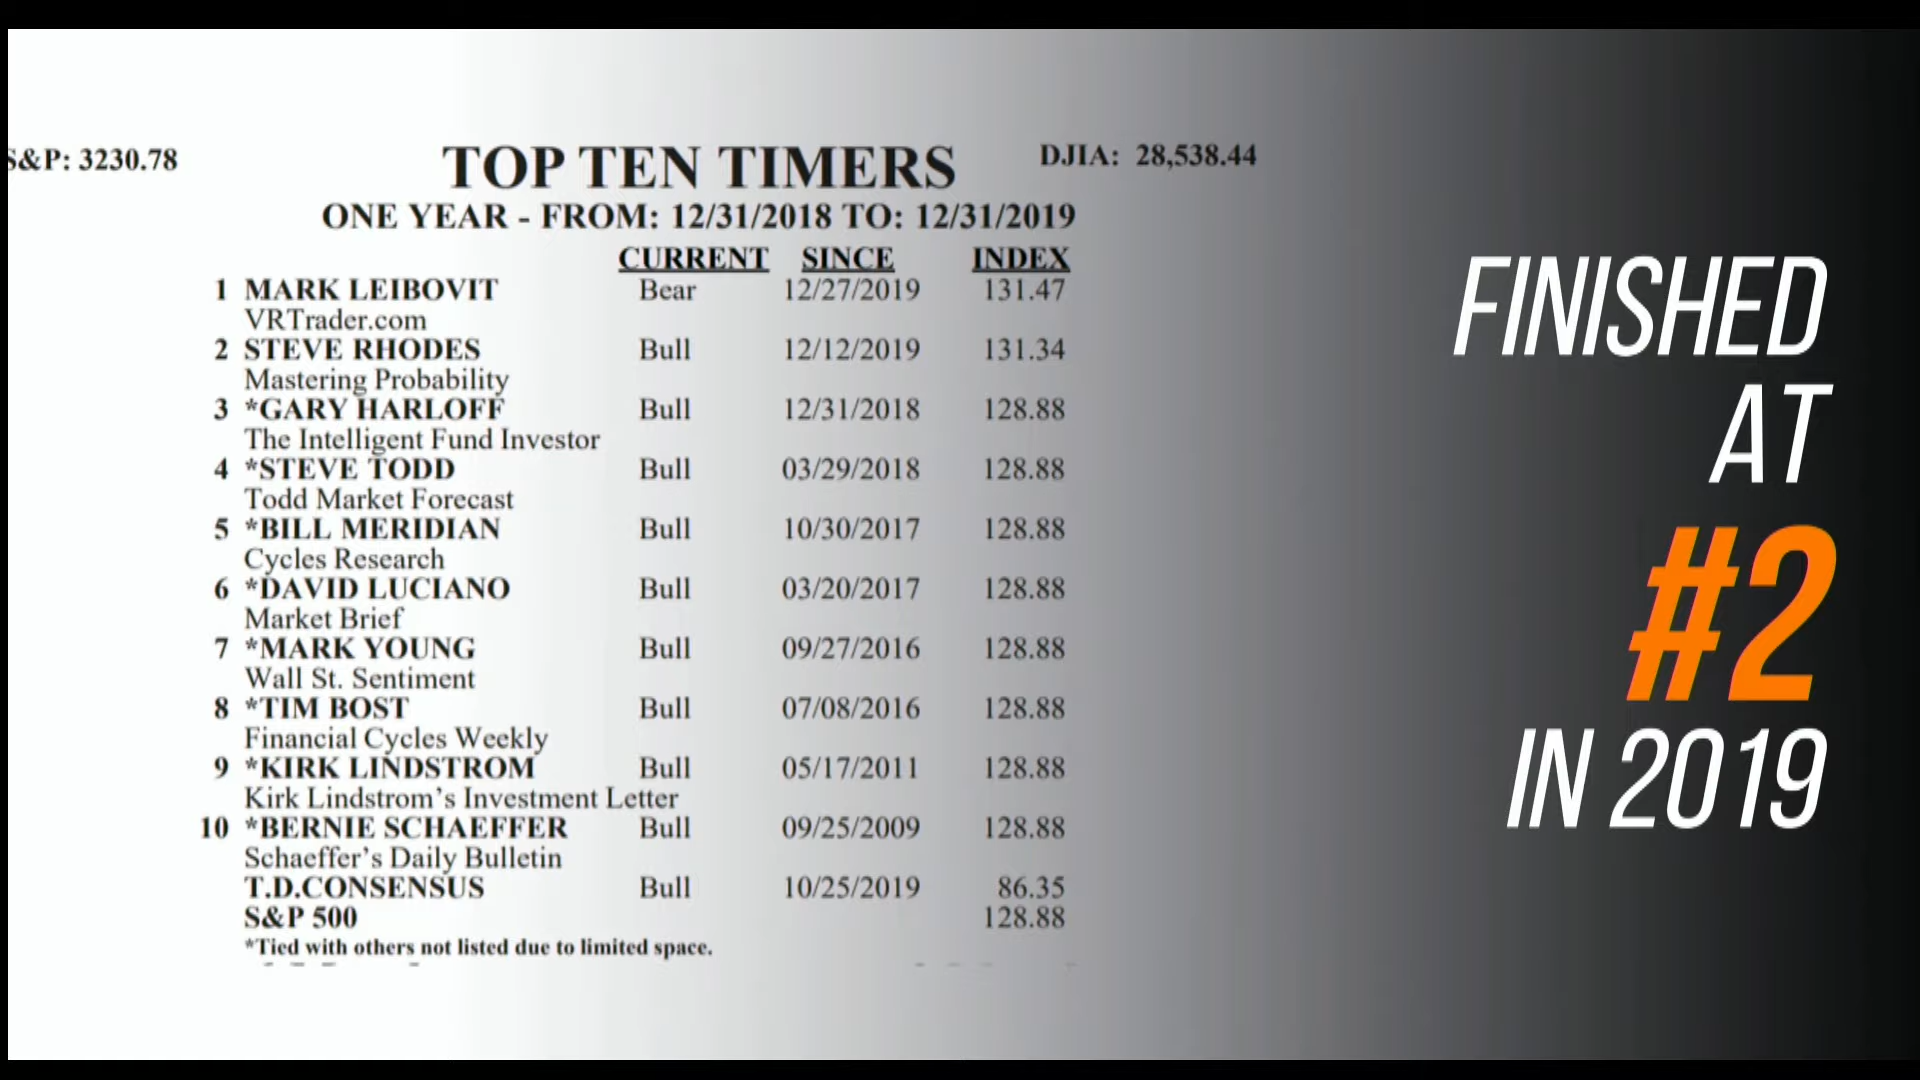 S&P: 3230.78
TOP TEN TIMERS
DJIA: 28,538.44
ONE YEAR - FROM: 12/31/2018 TO: 12/31/2019
CURRENT SINCE INDEX
1 MARK LEIBOVIT Bear 12/27/2019 131.47
VRTrader.com
2 STEVE RHODES Bull 12/12/2019 131.34
Mastering Probability
3 *GARY HARLOFF Bull 12/31/2018 128.88
The Intelligent Fund Investor
4 *STEVE TODD Bull 03/29/2018 128.88
Todd Market Forecast
5 *BILL MERIDIAN Bull 10/30/2017 128.88
Cycles Research
6 *DAVID LUCIANO Bull 03/20/2017 128.88
Market Brief
7 *MARK YOUNG Bull 09/27/2016 128.88
Wall St. Sentiment
8 *TIM BOST Bull 07/08/2016 128.88
Financial Cycles Weekly
9 *KIRK LINDSTROM Bull 05/17/2011 128.88
Kirk Lindstrom's Investment Letter
10 *BERNIE SCHAEFFER Bull 09/25/2009 128.88
Schaeffer's Daily Bulletin
T.D.CONSENSUS Bull 10/25/2019 86.35
S&P 500 128.88
*Tied with others not listed due to limited space.
FINISHED
AT
#2
IN 2019